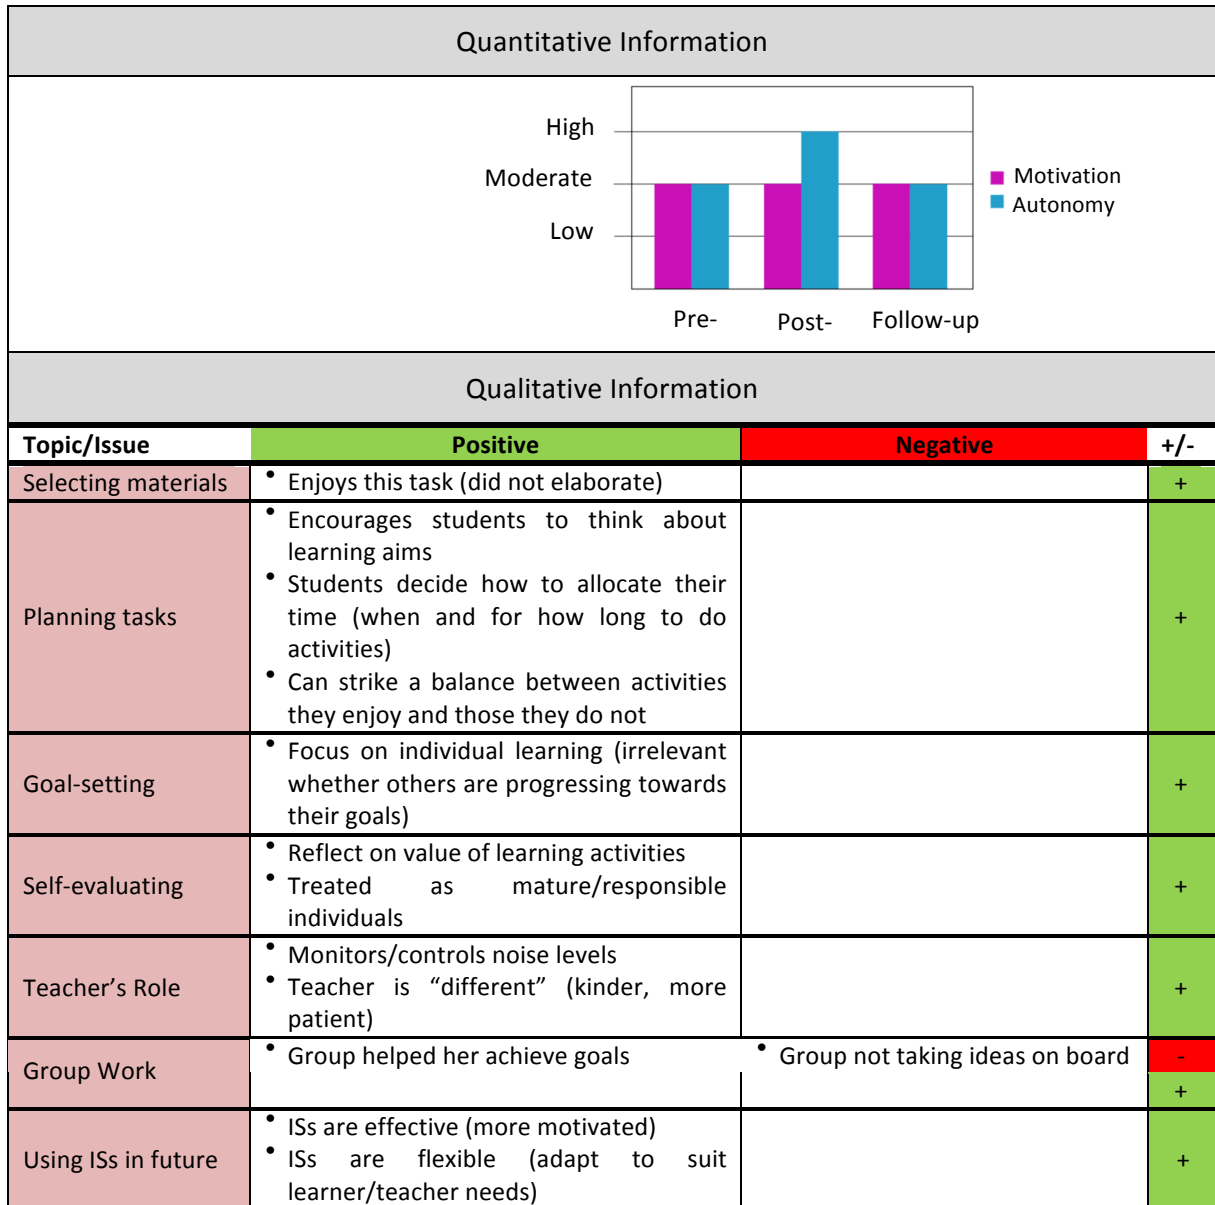 Quantitative Information
High
Moderate
Low
Motivation
Autonomy
Pre-
Post-
Follow-up
Qualitative Information
Topic/Issue
Positive
Negative
+/-
Selecting materials
• Enjoys this task (did not elaborate)
+
Planning tasks
• Encourages students to think about
learning aims
• Students decide how to allocate their
time (when and for how long to do
activities)
• Can strike a balance between activities
they enjoy and those they do not
+
Goal-setting
• Focus on individual learning (irrelevant
whether others are progressing towards
their goals)
+
Self-evaluating
• Reflect on value of learning activities
• Treated as mature/responsible
individuals
+
Teacher’s Role
• Monitors/controls noise levels
• Teacher is “different” (kinder, more
patient)
+
Group Work
• Group helped her achieve goals
• Group not taking ideas on board
-
+
Using ISs in future
• ISs are effective (more motivated)
• ISs are flexible (adapt to suit
learner/teacher needs)
+